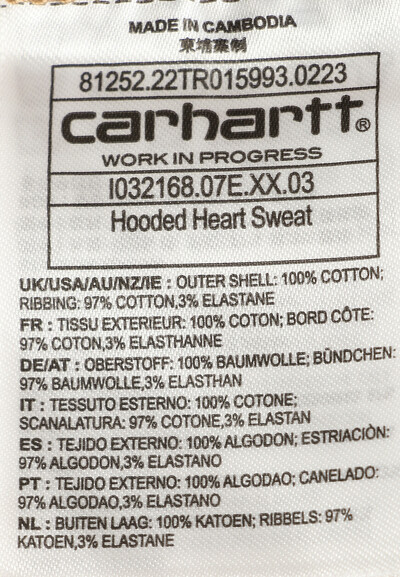 MADE IN CAMBODIA
柬埔寨制
81252.22TR015993.0223
carhartt®
WORK IN PROGRESS
I032168.07E.XX.03
Hooded Heart Sweat
UK/USA/AU/NZ/IE : OUTER SHELL: 100% COTTON;
RIBBING: 97% COTTON,3% ELASTANE
FR : TISSU EXTERIEUR: 100% COTON; BORD CÔTE:
97% COTON,3% ELASTHANNE
DE/AT : OBERSTOFF: 100% BAUMWOLLE; BÜNDCHEN:
97% BAUMWOLLE,3% ELASTHAN
IT : TESSUTO ESTERNO: 100% COTONE;
SCANALATURA: 97% COTONE,3% ELASTAN
ES : TEJIDO EXTERNO: 100% ALGODON; ESTRIACIÒN:
97% ALGODON,3% ELASTANO
PT : TEJIDO EXTERNO: 100% ALGODAO; CANELADO:
97% ALGODAO,3% ELASTANO
NL : BUITEN LAAG: 100% KATOEN; RIBBELS: 97%
KATOEN,3% ELASTANE